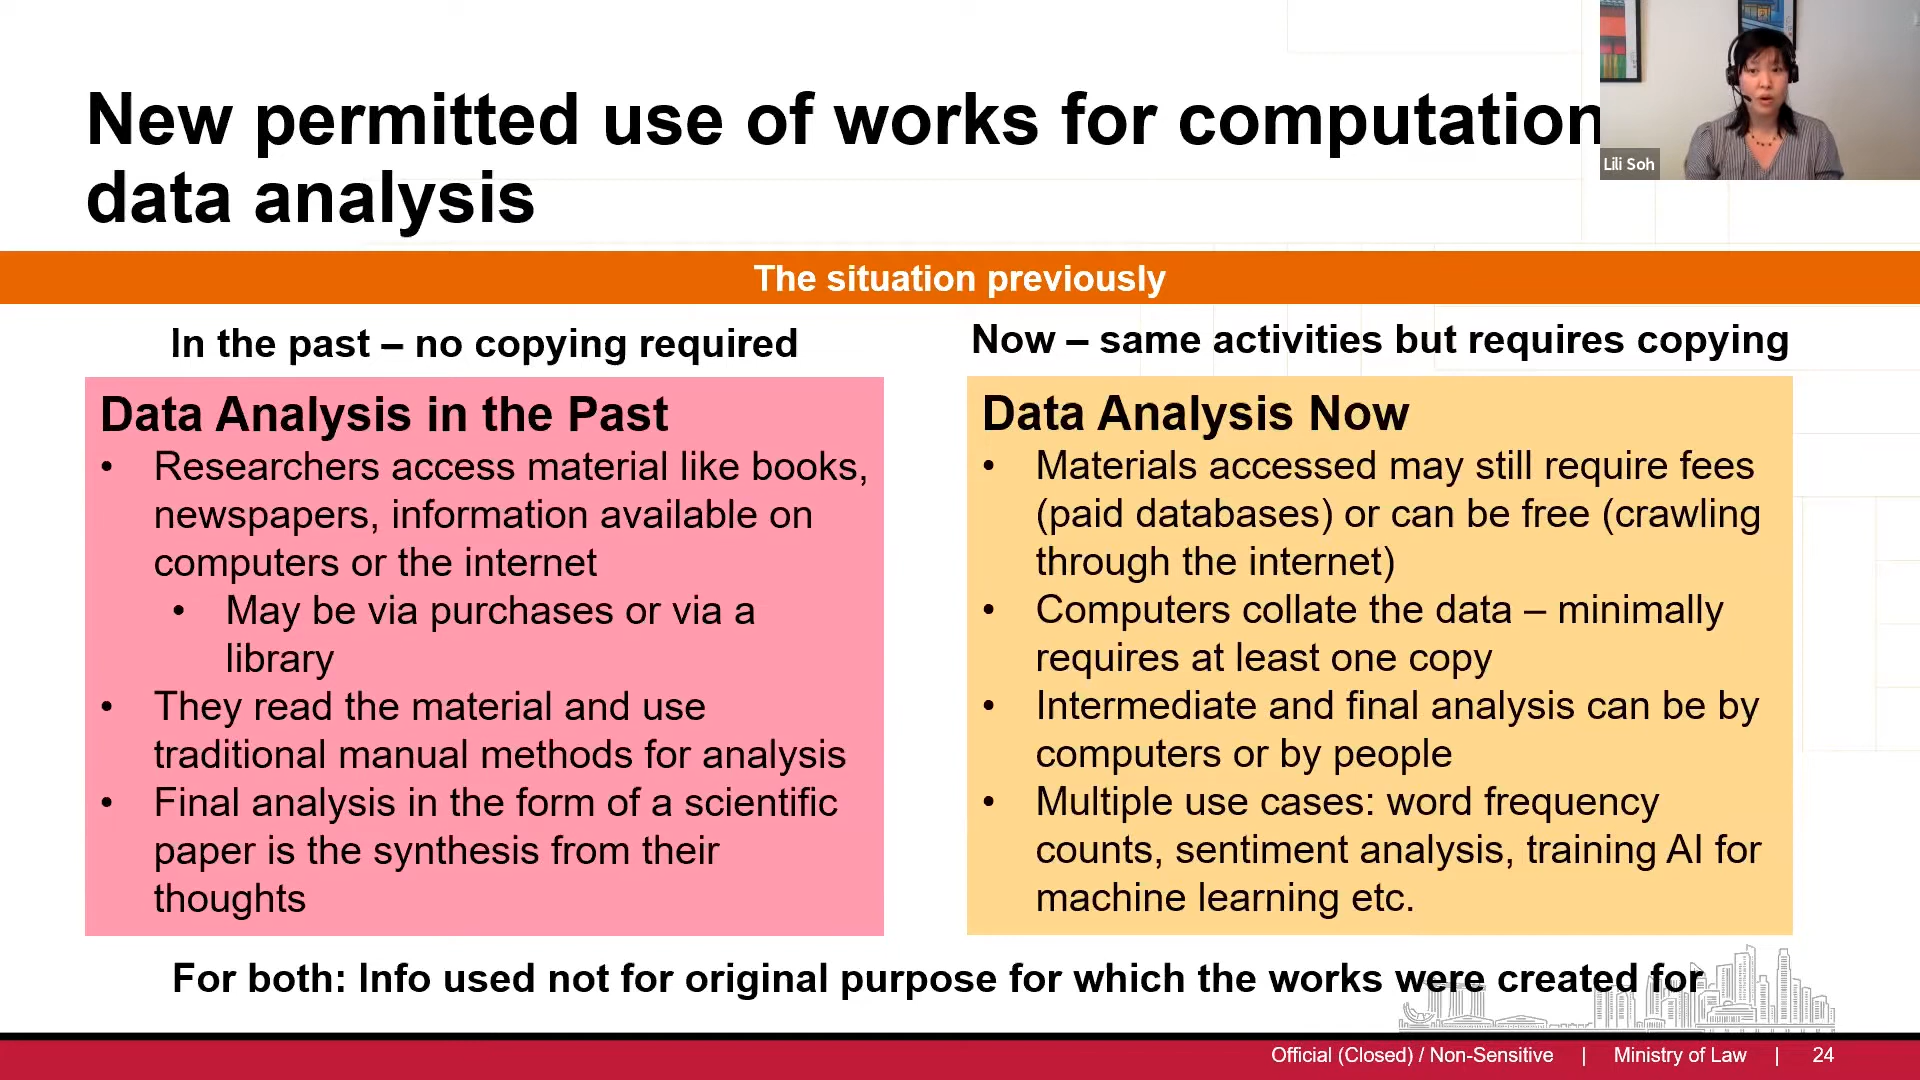 New permitted use of works for computation
data analysis
Lili Soh
The situation previously
In the past – no copying required
Data Analysis in the Past
• Researchers access material like books,
newspapers, information available on
computers or the internet
• May be via purchases or via a
library
• They read the material and use
traditional manual methods for analysis
• Final analysis in the form of a scientific
paper is the synthesis from their
thoughts
Now – same activities but requires copying
Data Analysis Now
• Materials accessed may still require fees
(paid databases) or can be free (crawling
through the internet)
• Computers collate the data – minimally
requires at least one copy
• Intermediate and final analysis can be by
computers or by people
• Multiple use cases: word frequency
counts, sentiment analysis, training AI for
machine learning etc.
For both: Info used not for original purpose for which the works were created for
Official (Closed) / Non-Sensitive | Ministry of Law | 24